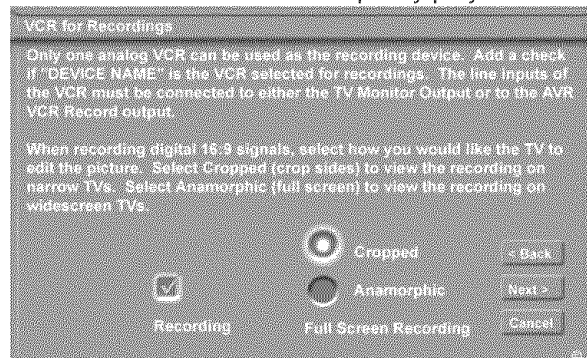 VCR for Recordings
Only one analog VCR can be used as the recording device. Add a check
if "DEVICE NAME" is the VCR selected for recordings. The line inputs of
the VCR must be connected to either the TV Monitor Output or to the AVR
VCR Record output.
When recording digital 16:9 signals, select how you would like the TV to
edit the picture. Select Cropped (crop sides) to view the recording on
narrow TVs. Select Anamorphic (full screen) to view the recording on
widescreen TVs.
Cropped
< Back
Anamorphic
Next >
Recording
Full Screen Recording
Cancel